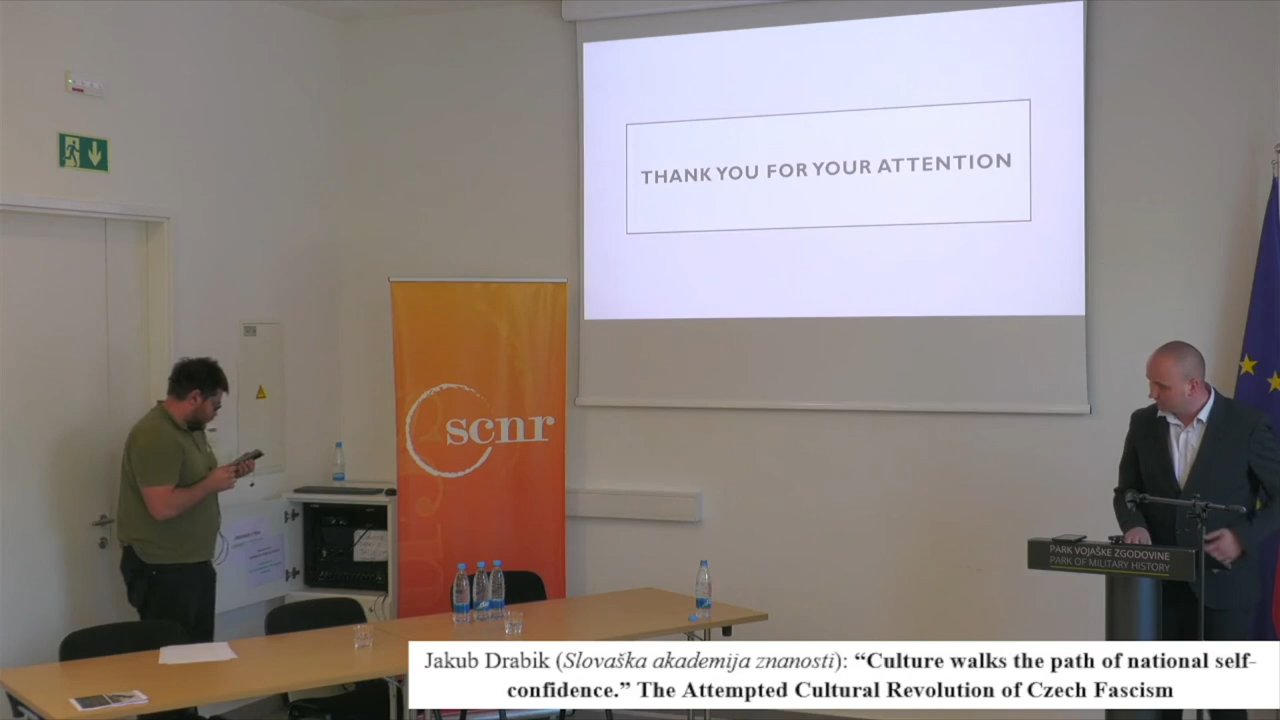 THANK YOU FOR YOUR ATTENTION
scnr
PARK VOJAŠKE ZGODOVINE
PARK OF MILITARY HISTORY
Jakub Drabik (Slovaška akademija znanosti): “Culture walks the path of national self-
confidence.” The Attempted Cultural Revolution of Czech Fascism